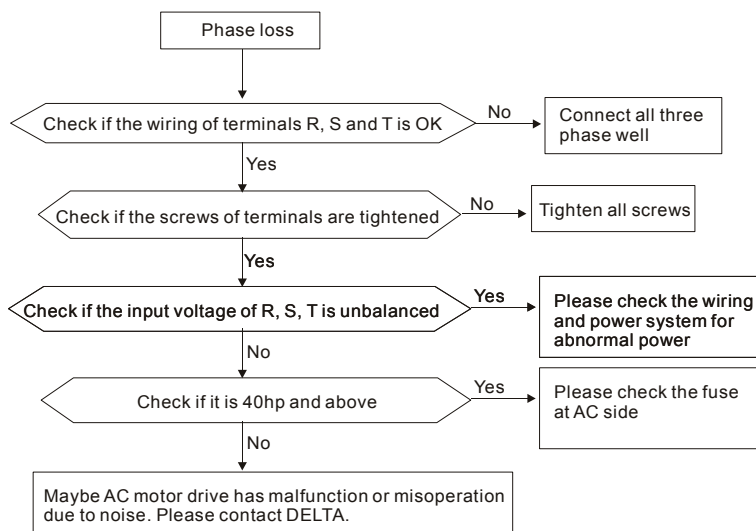 Phase loss
Check if the wiring of terminals R, S and T is OK
No
Connect all three
phase well
Yes
Check if the screws of terminals are tightened
No
Tighten all screws
Yes
Check if the input voltage of R, S, T is unbalanced
Yes
Please check the wiring
and power system for
abnormal power
No
Check if it is 40hp and above
Yes
Please check the fuse
at AC side
No
Maybe AC motor drive has malfunction or misoperation
due to noise. Please contact DELTA.